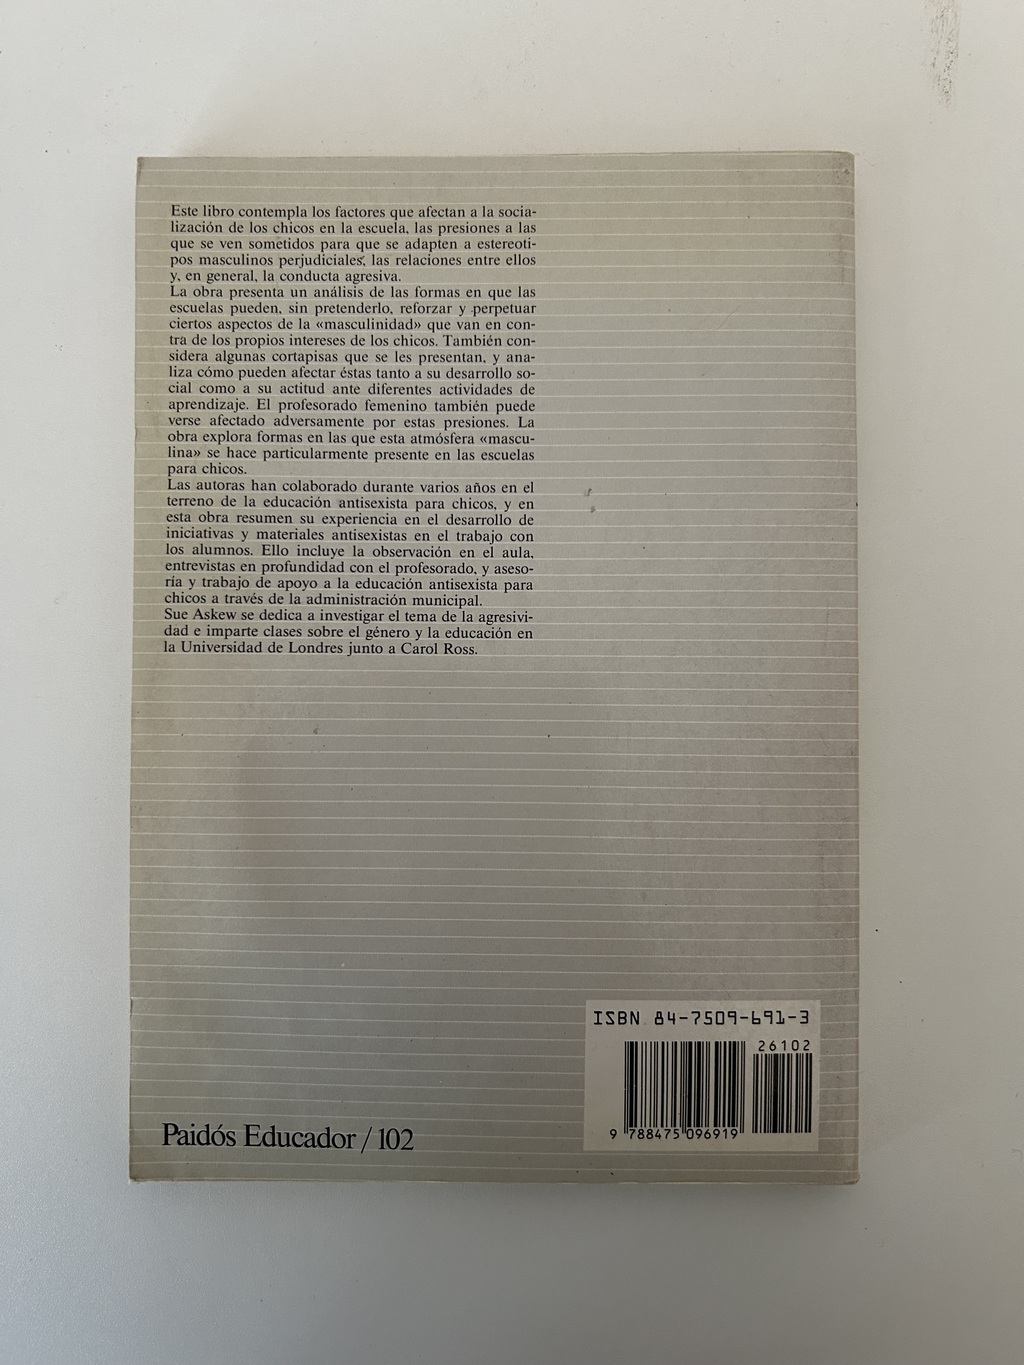 Este libro contempla los factores que afectan a la socia-
lización de los chicos en la escuela, las presiones a las
que se ven sometidos para que se adapten a estereoti-
pos masculinos perjudiciales, las relaciones entre ellos
y, en general, la conducta agresiva.
La obra presenta un análisis de las formas en que las
escuelas pueden, sin pretenderlo, reforzar y perpetuar
ciertos aspectos de la «masculinidad» que van en con-
tra de los propios intereses de los chicos. También con-
sidera algunas cortapisas que se les presentan, y ana-
liza cómo pueden afectar éstas tanto a su desarrollo so-
cial como a su actitud ante diferentes actividades de
aprendizaje. El profesorado femenino también puede
verse afectado adversamente por estas presiones. La
obra explora formas en las que esta atmósfera «mascu-
lina» se hace particularmente presente en las escuelas
para chicos.
Las autoras han colaborado durante varios años en el
terreno de la educación antisexista para chicos, y en
esta obra resumen su experiencia en el desarrollo de
iniciativas y materiales antisexistas en el trabajo con
los alumnos. Ello incluye la observación en el aula,
entrevistas en profundidad con el profesorado, y aseso-
ría y trabajo de apoyo a la educación antisexista para
chicos a través de la administración municipal.
Sue Askew se dedica a investigar el tema de la agresivi-
dad e imparte clases sobre el género y la educación en
la Universidad de Londres junto a Carol Ross.
ISBN 84-7509-691-3
26102
9 788475 096919
Paidós Educador / 102